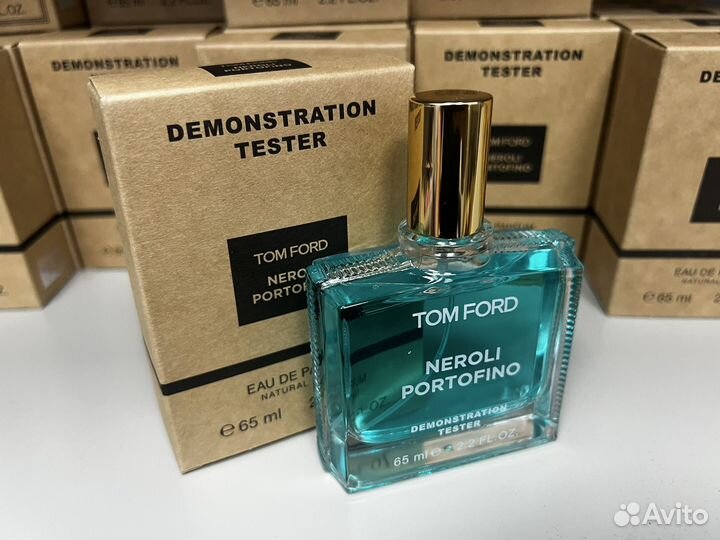 DEMONSTRATION
TESTER
TOM FORD
PORTOFINO
EAU DE
NATURAL
e 65 ml
TOM FORD
NEROLI
PORTOFINO
DEMONSTRATION
TESTER
65 ml e 2.2 FL.OZ.
DEMONSTRATION
DEMONSTRATION
TESTER
TOM FORD
NEROLI
PORTOFINO
EAU DE
NATURAL
e 65 ml
Avito